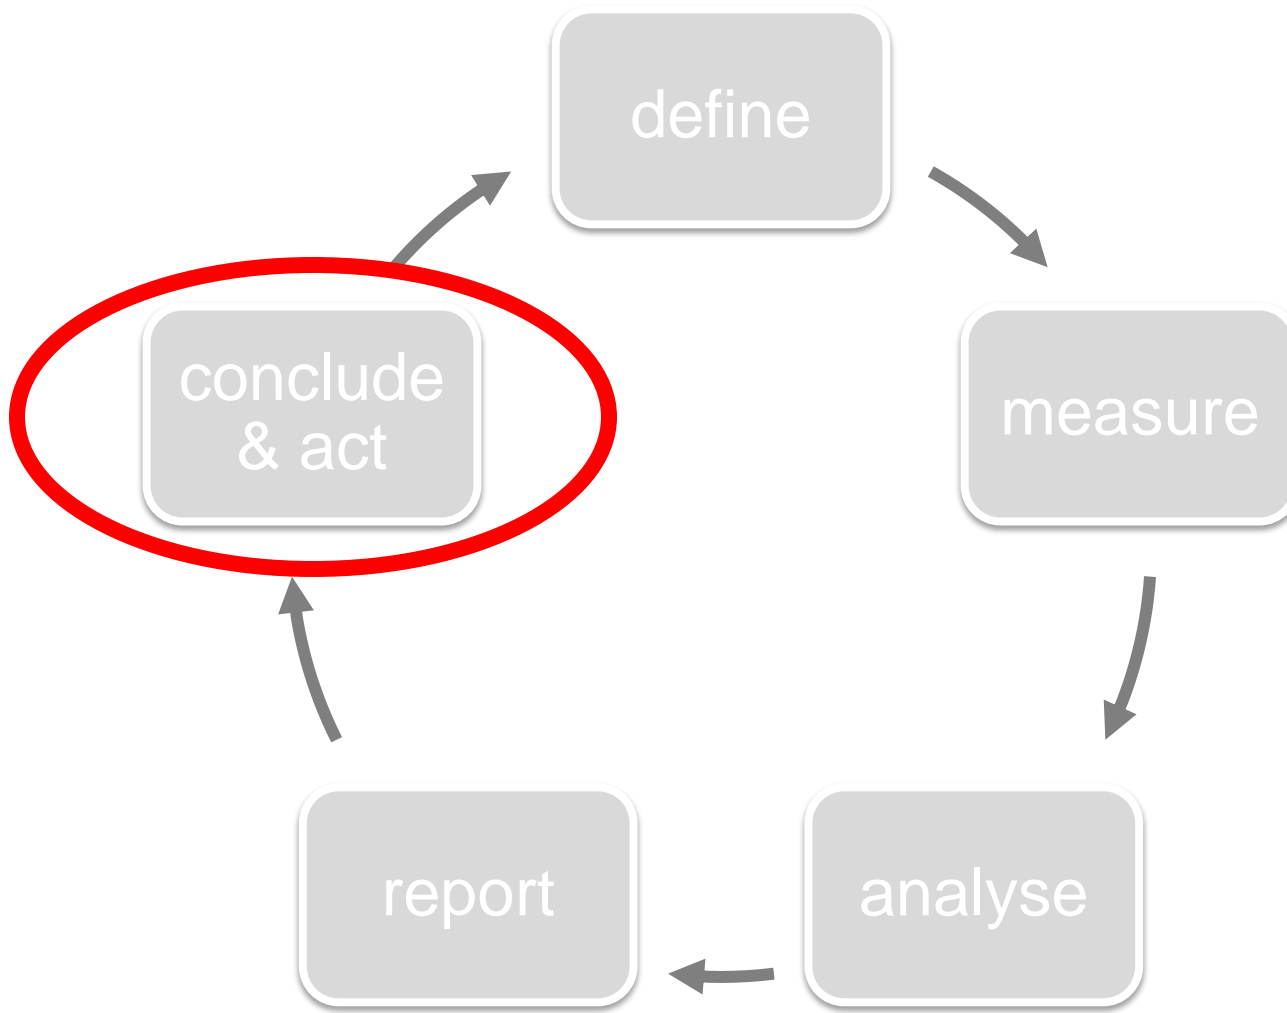 define
measure
analyse
report
conclude
& act